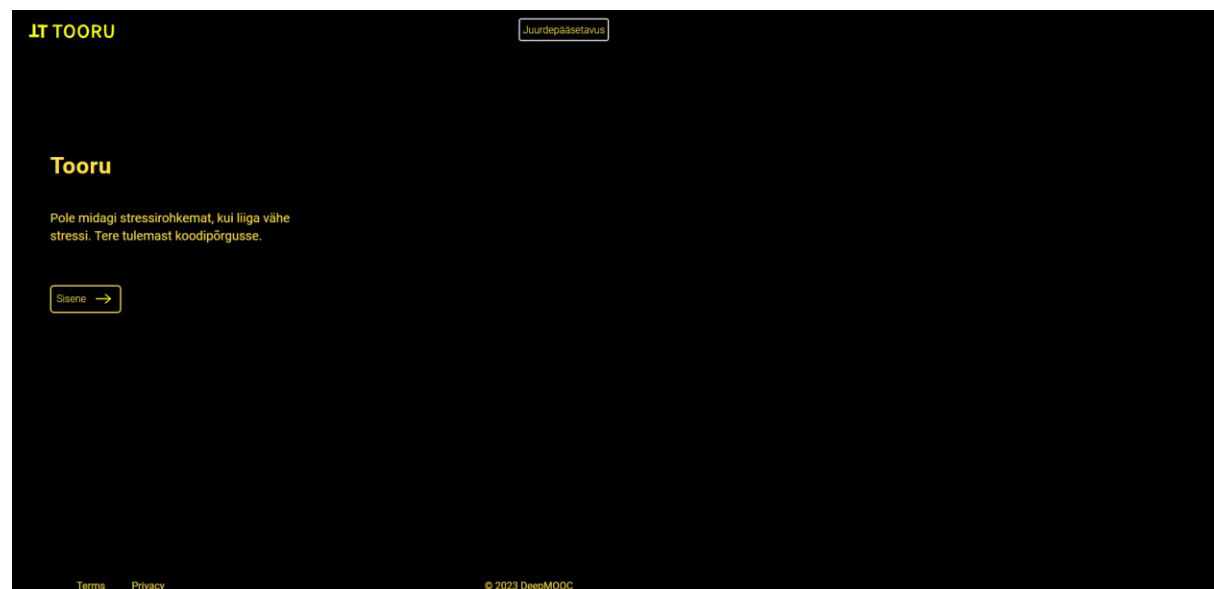 TOORU
Juurdepääsetavus
Tooru
Pole midagi stressirohkemat, kui liiga vähe
stressi. Tere tulemast koodipõrgusse.
Sisene
Terms Privacy © 2023 DeepMOOC